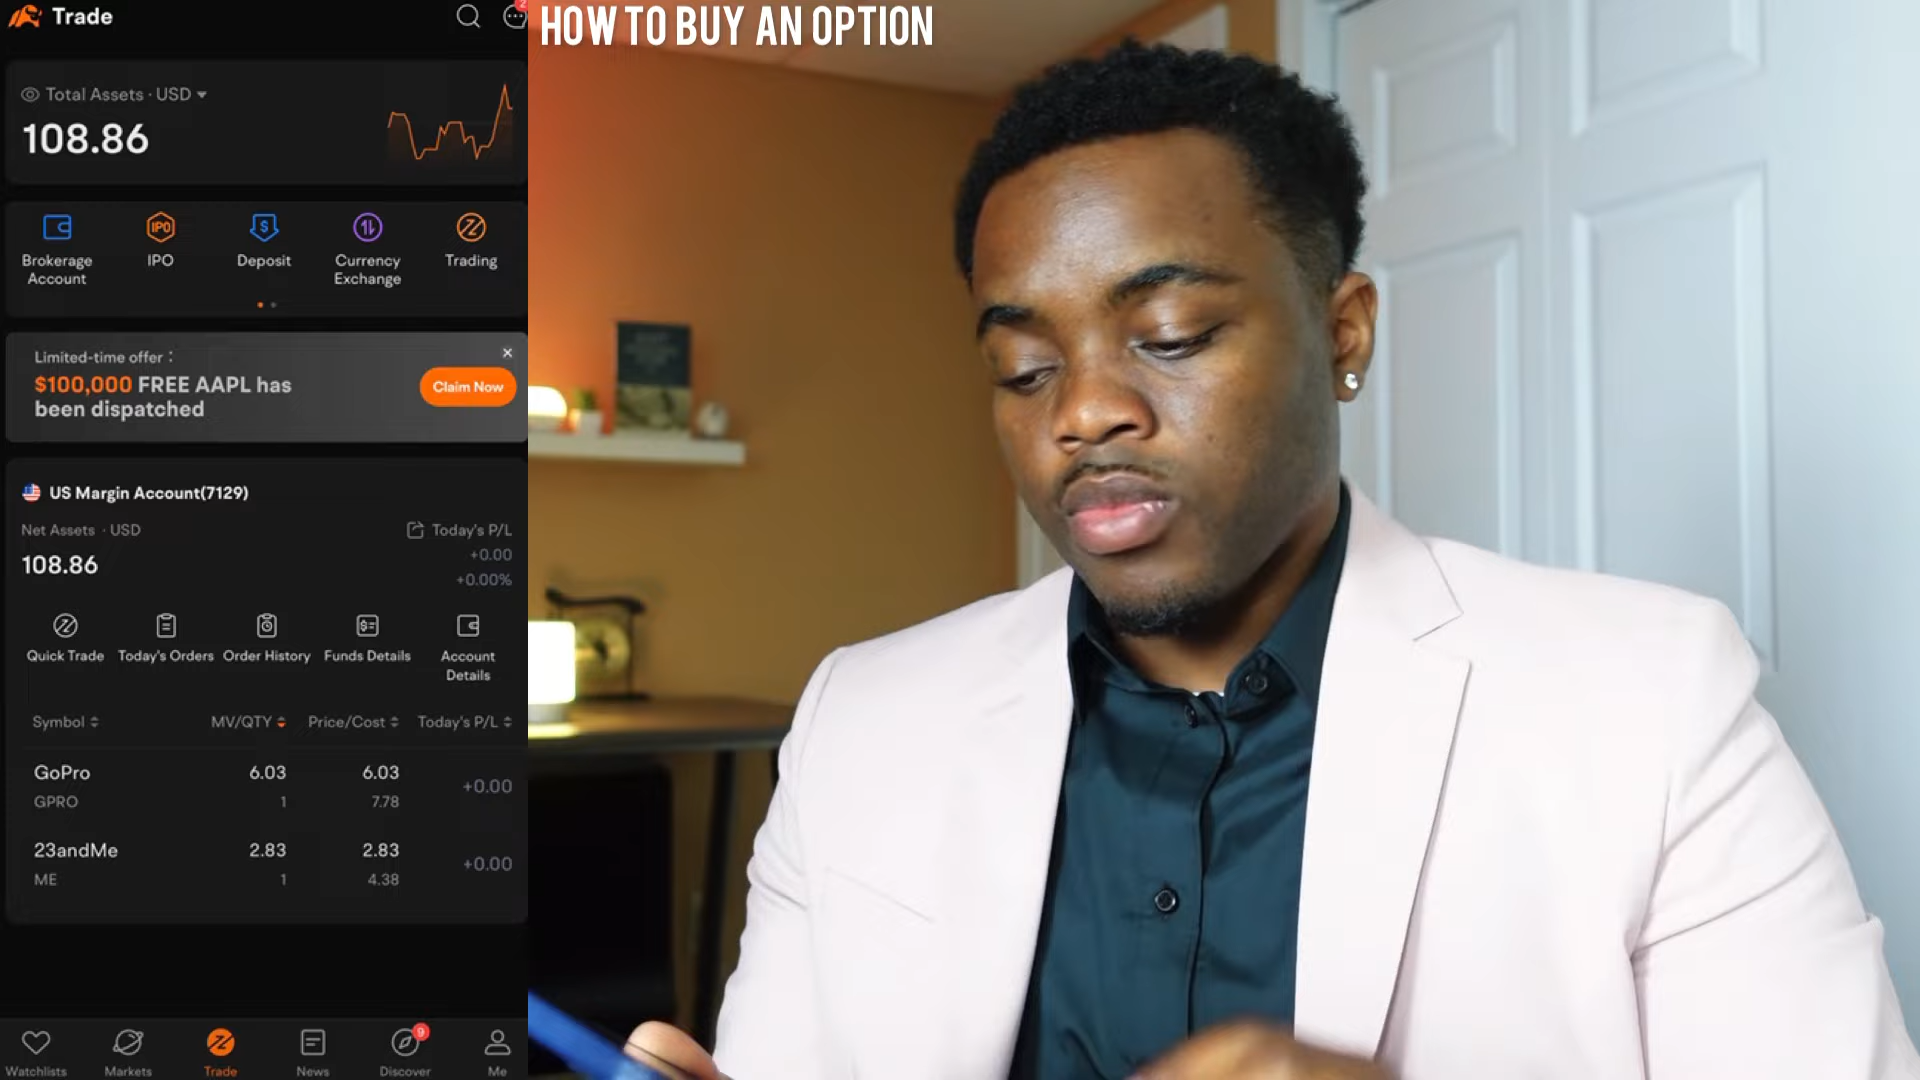 HOW TO BUY AN OPTION
Trade
2
Total Assets · USD
108.86
Brokerage Account
IPO
IPO
Deposit
Currency Exchange
Trading
Limited-time offer：
$100,000 FREE AAPL has
been dispatched
Claim Now
US Margin Account(7129)
Net Assets · USD
Today's P/L
108.86
+0.00
+0.00%
Quick Trade
Today's Orders
Order History
Funds Details
Account Details
Symbol MV/QTY Price/Cost Today's P/L
GoPro 6.03 6.03 +0.00
GPRO 1 7.78
23andMe 2.83 2.83 +0.00
ME 1 4.38
9
Watchlists Markets Trade News Discover Me